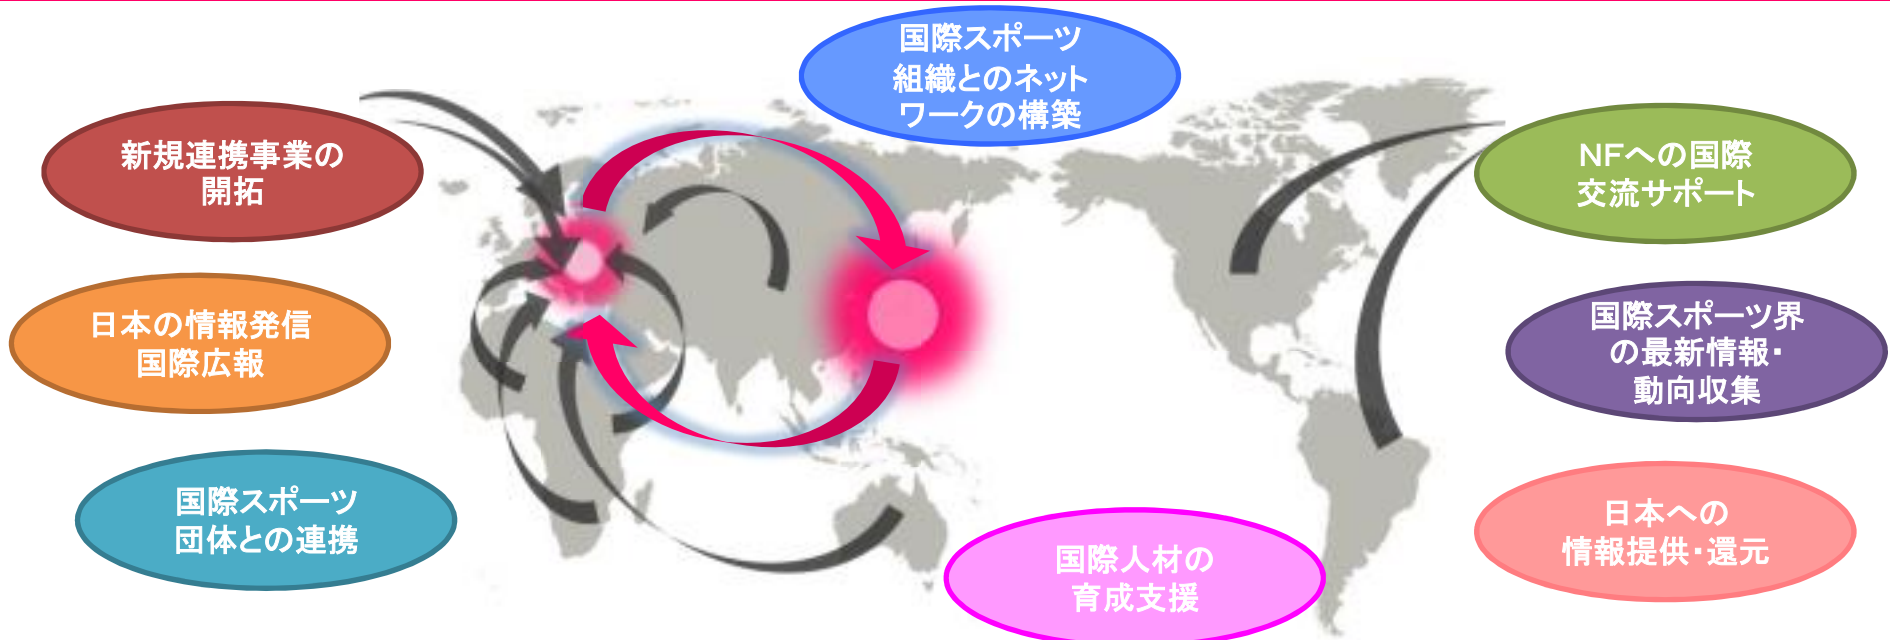 国際スポーツ
組織とのネット
ワークの構築
新規連携事業の
開拓
NFへの国際
交流サポート
日本の情報発信
国際広報
国際スポーツ界
の最新情報・
動向収集
国際スポーツ
団体との連携
日本への
情報提供・還元
国際人材の
育成支援